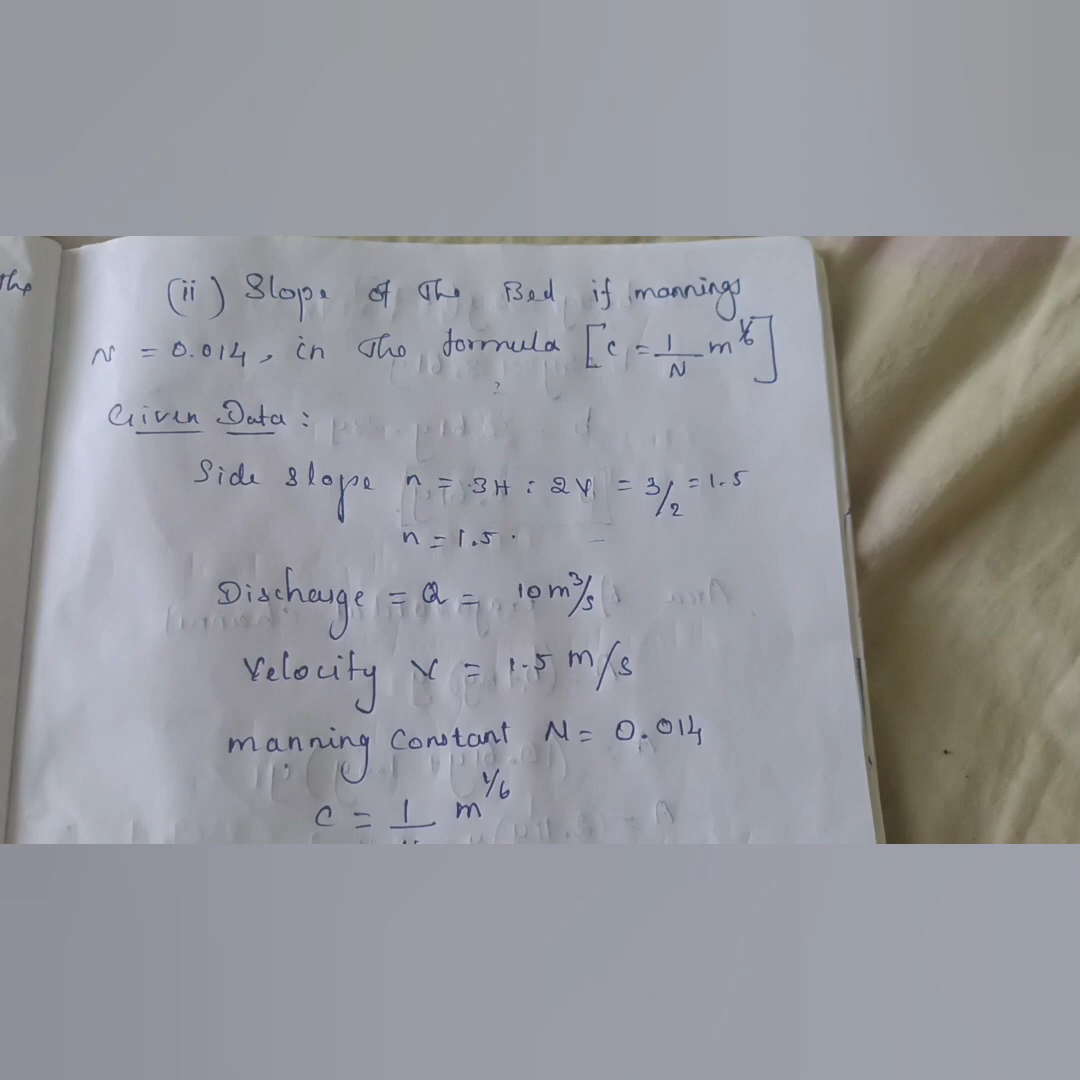 The
(ii) Slope of The Bed if mannings
N = 0.014, in The formula [c = 1/N m^1/6]
Given Data :
Side slope n = 3H : 2V = 3/2 = 1.5
n = 1.5.
Discharge = Q = 10 m³/s
Velocity V = 1.5 m/s
manning Constant N = 0.014
C = 1/N m^1/6